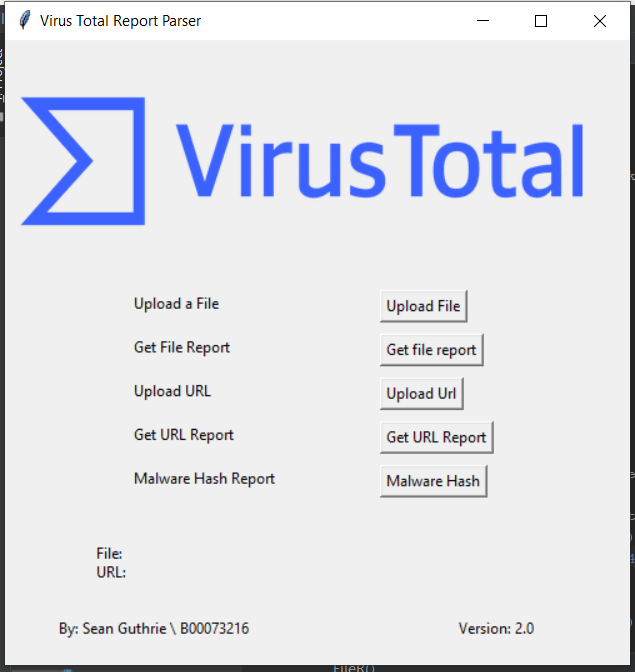 Virus Total Report Parser
VirusTotal
Upload a File Upload File
Get File Report Get file report
Upload URL Upload Url
Get URL Report Get URL Report
Malware Hash Report Malware Hash
File:
URL:
By: Sean Guthrie \ B00073216 Version: 2.0